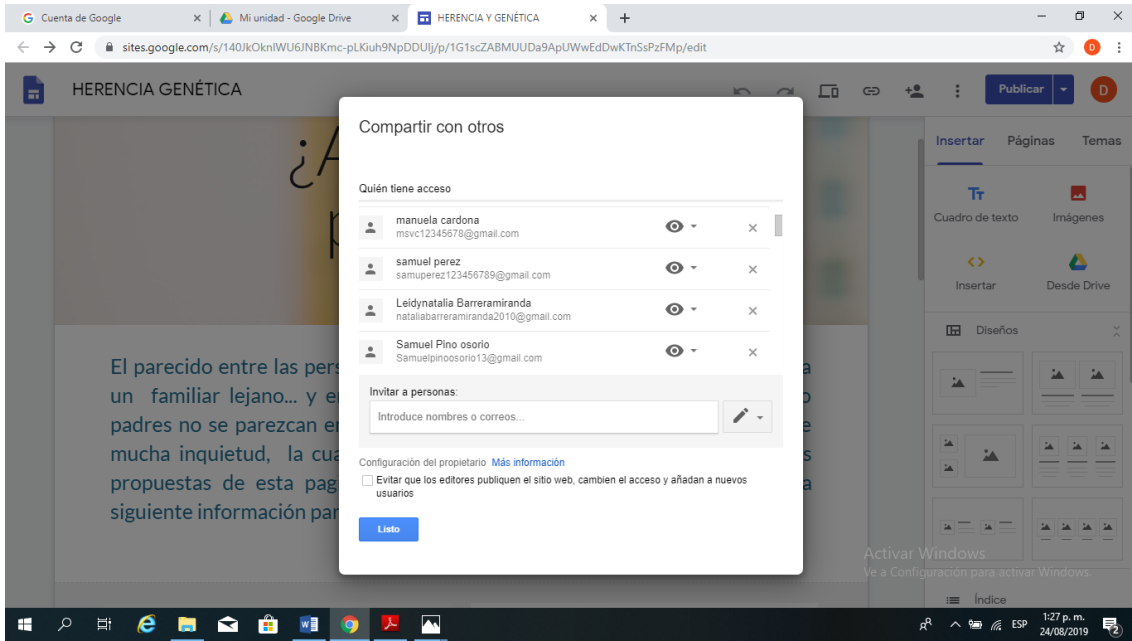 Cuenta de Google
Mi unidad - Google Drive
HERENCIA Y GENÉTICA
sites.google.com/s/140JkOknIWU6JNBKmc-pLKiuh9NpDDUIj/p/1G1scZABMUUDa9ApUWwEdDwKTnSsPzFMp/edit
D
HERENCIA GENÉTICA
Publicar
D
Compartir con otros
Quién tiene acceso
manuela cardona
msvc12345678@gmail.com
samuel perez
samuperez123456789@gmail.com
Leidynatalia Barreramiranda
nataliabarreramiranda2010@gmail.com
Samuel Pino osorio
Samuelpinoosorio13@gmail.com
Invitar a personas:
Introduce nombres o correos...
Configuración del propietario Más información
Evitar que los editores publiquen el sitio web, cambien el acceso y añadan a nuevos
usuarios
Listo
El parecido entre las
un familiar lejano... y
padres no se parezcan
mucha inquietud, la
propuestas de esta
siguiente información
Insertar Páginas Temas
Cuadro de texto Imágenes
Insertar Desde Drive
Diseños
Índice
Activar Windows
Ve a Configuración para activar Windows.
ESP
1:27 p. m.
24/08/2019
2